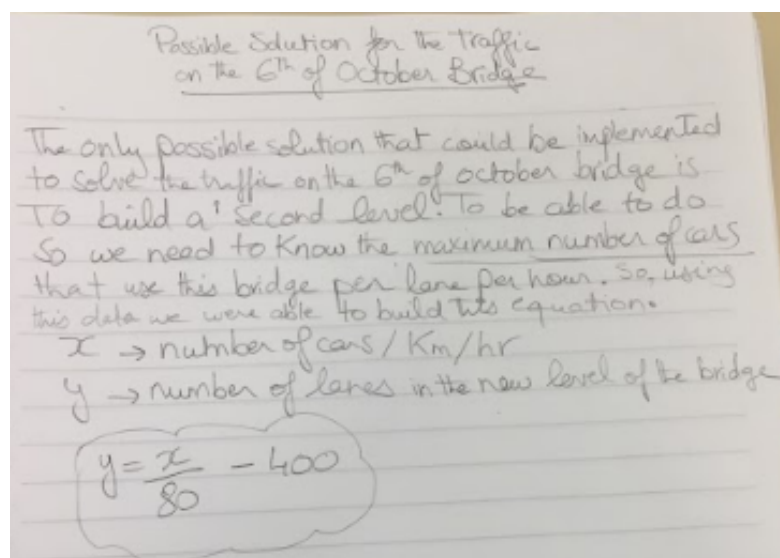 Possible Solution for the traffic
on the 6th of October Bridge
The only possible solution that could be implemented
to solve the traffic on the 6th of october bridge is
To build a second level. To be able to do
so we need to know the maximum number of cars
that use this bridge per lane per hour. So, using
this data we were able to build this equation.
x → number of cars / Km/hr
y → number of lanes in the new level of the bridge
y = x/80 - 400